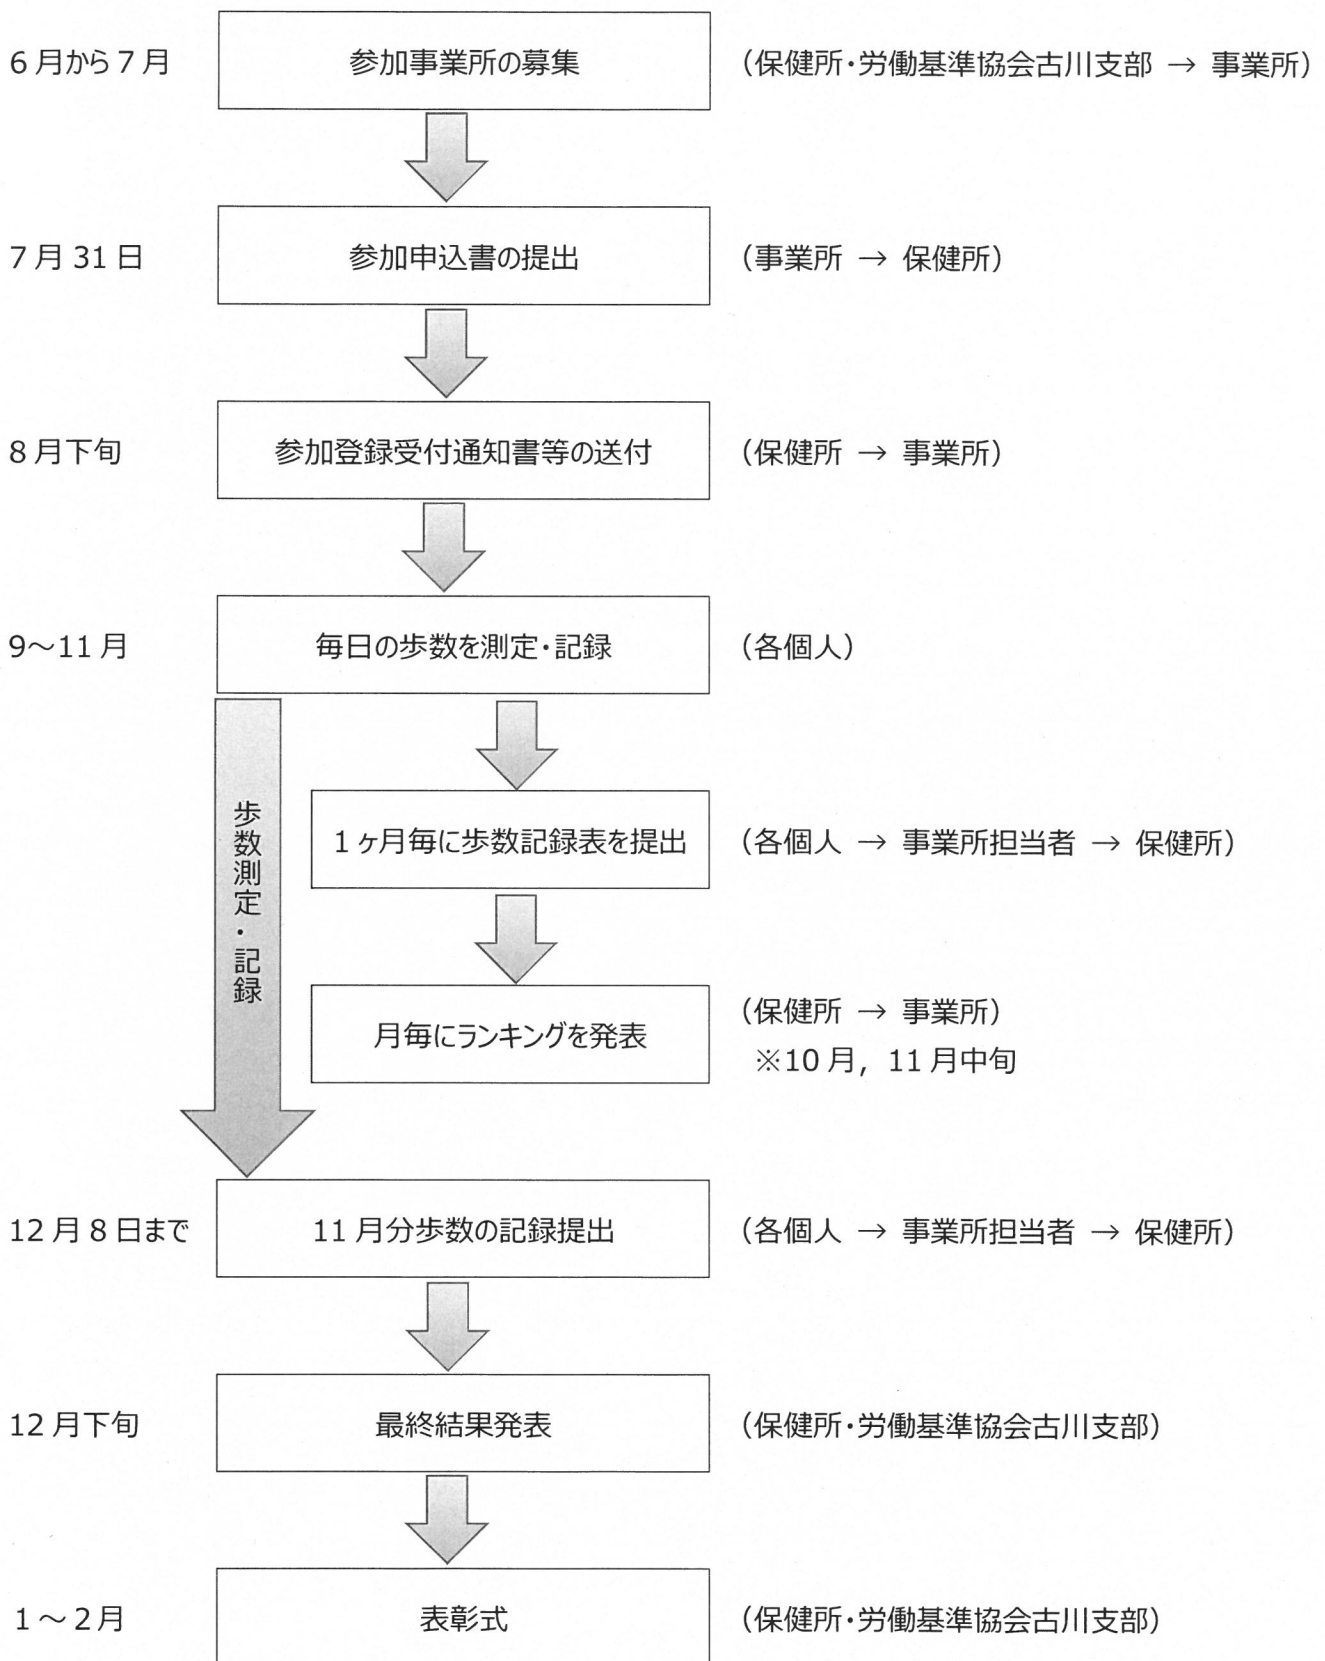 6月から7月
参加事業所の募集
(保健所・労働基準協会古川支部 → 事業所)
7月31日
参加申込書の提出
(事業所 → 保健所)
8月下旬
参加登録受付通知書等の送付
(保健所 → 事業所)
9～11月
毎日の歩数を測定・記録
(各個人)
歩数測定・記録
1ヶ月毎に歩数記録表を提出
(各個人 → 事業所担当者 → 保健所)
月毎にランキングを発表
(保健所 → 事業所)
※10月，11月中旬
12月8日まで
11月分歩数の記録提出
(各個人 → 事業所担当者 → 保健所)
12月下旬
最終結果発表
(保健所・労働基準協会古川支部)
1～2月
表彰式
(保健所・労働基準協会古川支部)